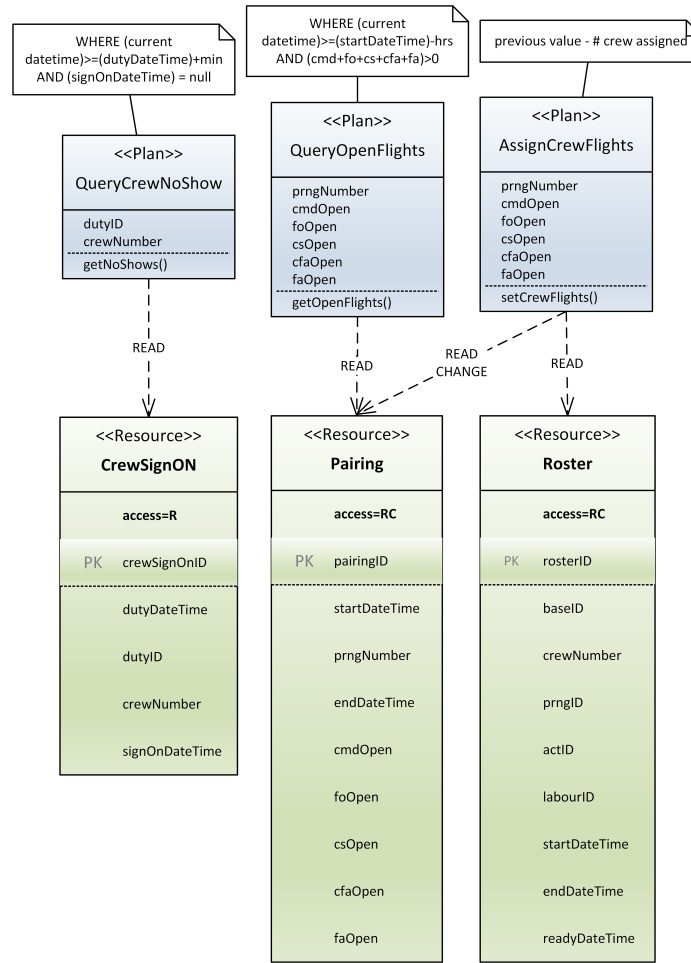 WHERE (current
datetime)>=(dutyDateTime)+min
AND (signOnDateTime) = null
WHERE (current
datetime)>=(startDateTime)-hrs
AND (cmd+fo+cs+cfa+fa)>0
previous value - # crew assigned
<<Plan>>
QueryCrewNoShow
dutyID
crewNumber
getNoShows()
<<Plan>>
QueryOpenFlights
prngNumber
cmdOpen
foOpen
csOpen
cfaOpen
faOpen
getOpenFlights()
<<Plan>>
AssignCrewFlights
prngNumber
cmdOpen
foOpen
csOpen
cfaOpen
faOpen
setCrewFlights()
READ
READ
READ
CHANGE
READ
<<Resource>>
CrewSignON
access=R
PK crewSignOnID
dutyDateTime
dutyID
crewNumber
signOnDateTime
<<Resource>>
Pairing
access=RC
PK pairingID
startDateTime
prngNumber
endDateTime
cmdOpen
foOpen
csOpen
cfaOpen
faOpen
<<Resource>>
Roster
access=RC
PK rosterID
baseID
crewNumber
prngID
actID
labourID
startDateTime
endDateTime
readyDateTime